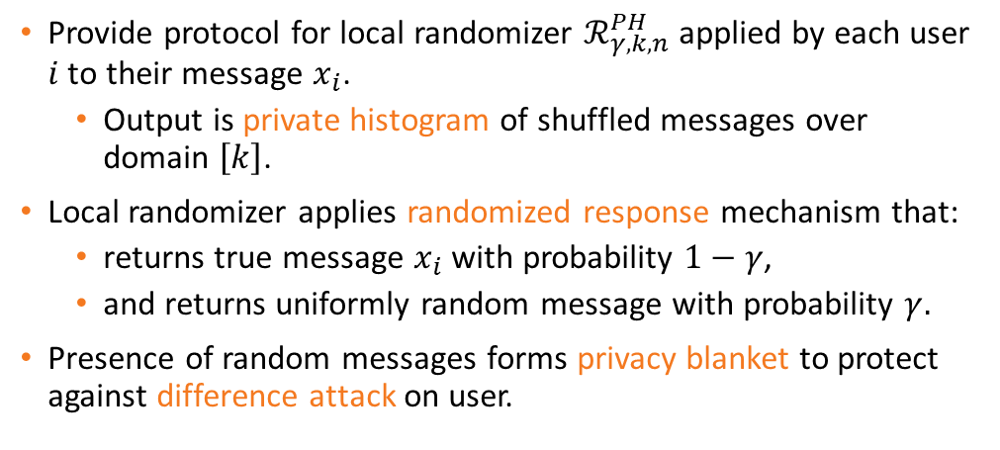 • Provide protocol for local randomizer $\mathcal{R}^{PH}_{\gamma,k,n}$ applied by each user
$i$ to their message $x_i$.
• Output is private histogram of shuffled messages over
domain $[k]$.
• Local randomizer applies randomized response mechanism that:
• returns true message $x_i$ with probability $1 - \gamma$,
• and returns uniformly random message with probability $\gamma$.
• Presence of random messages forms privacy blanket to protect
against difference attack on user.